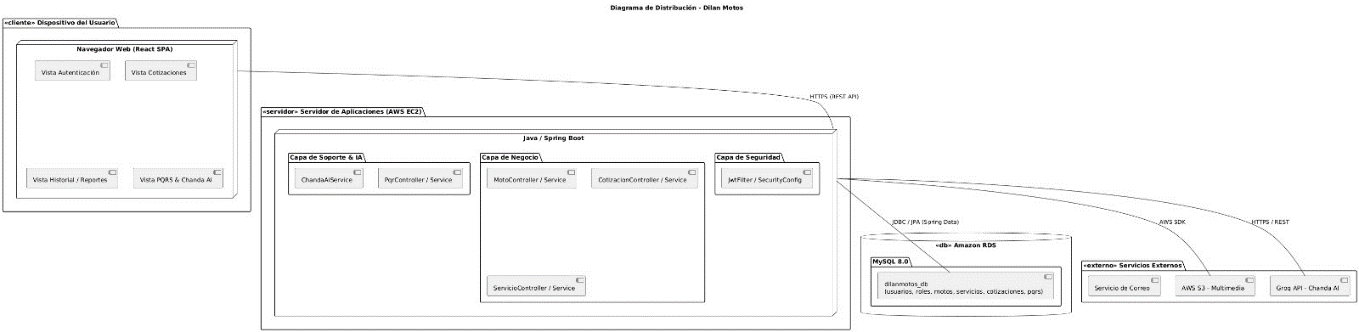 Diagrama de Distribución - Dilan Motos
«cliente» Dispositivo del Usuario
Navegador Web (React SPA)
Vista Autenticación
Vista Cotizaciones
Vista Historial / Reportes
Vista PQRS & Chanda AI
HTTPS (REST API)
«servidor» Servidor de Aplicaciones (AWS EC2)
Java / Spring Boot
Capa de Soporte & IA
ChandaAiService
PqrController / Service
Capa de Negocio
MotoController / Service
CotizacionController / Service
ServicioController / Service
Capa de Seguridad
JwtFilter / SecurityConfig
JDBC / JPA (Spring Data)
AWS SDK
HTTPS / REST
«db» Amazon RDS
MySQL 8.0
dilanmotos_db
(usuarios, roles, motos, servicios, cotizaciones, pqrs)
«externo» Servicios Externos
Servicio de Correo
AWS S3 - Multimedia
Groq API - Chanda AI